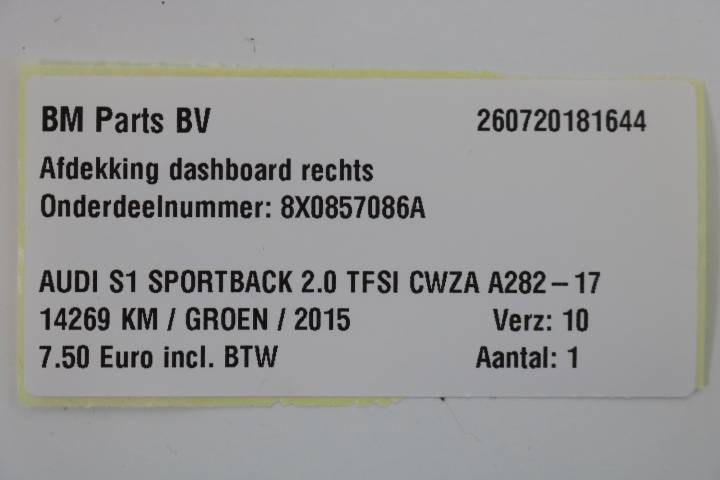 BM Parts BV 260720181644
Afdekking dashboard rechts
Onderdeelnummer: 8X0857086A
AUDI S1 SPORTBACK 2.0 TFSI CWZA A282-17
14269 KM / GROEN / 2015 Verz: 10
7.50 Euro incl. BTW Aantal: 1